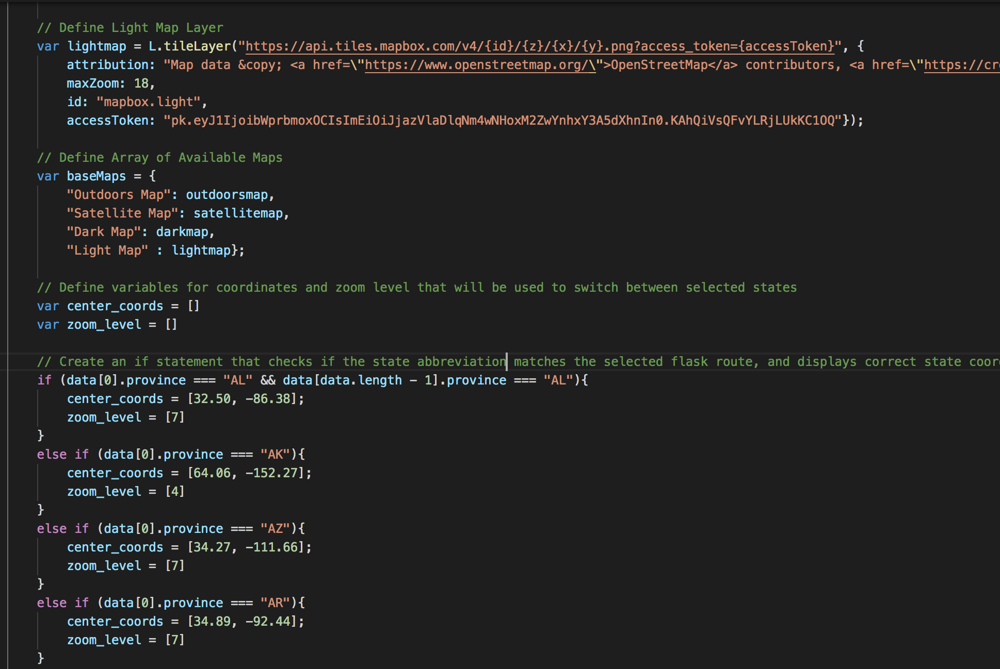 // Define Light Map Layer
var lightmap = L.tileLayer("https://api.tiles.mapbox.com/v4/{id}/{z}/{x}/{y}.png?access_token={accessToken}", {
attribution: "Map data &copy; <a href=\"https://www.openstreetmap.org/\">OpenStreetMap</a> contributors, <a href=\"https://cre
maxZoom: 18,
id: "mapbox.light",
accessToken: "pk.eyJ1IjoibWprbmoxOCIsImEiOiJjazVlaDlqNm4wNHoxM2ZwYnhxY3A5dXhnIn0.KAhQiVsQFvYLRjLUkKC1OQ"});
// Define Array of Available Maps
var baseMaps = {
"Outdoors Map": outdoorsmap,
"Satellite Map": satellitemap,
"Dark Map": darkmap,
"Light Map" : lightmap};
// Define variables for coordinates and zoom level that will be used to switch between selected states
var center_coords = []
var zoom_level = []
// Create an if statement that checks if the state abbreviation matches the selected flask route, and displays correct state coor
if (data[0].province === "AL" && data[data.length - 1].province === "AL"){
center_coords = [32.50, -86.38];
zoom_level = [7]
}
else if (data[0].province === "AK"){
center_coords = [64.06, -152.27];
zoom_level = [4]
}
else if (data[0].province === "AZ"){
center_coords = [34.27, -111.66];
zoom_level = [7]
}
else if (data[0].province === "AR"){
center_coords = [34.89, -92.44];
zoom_level = [7]
}